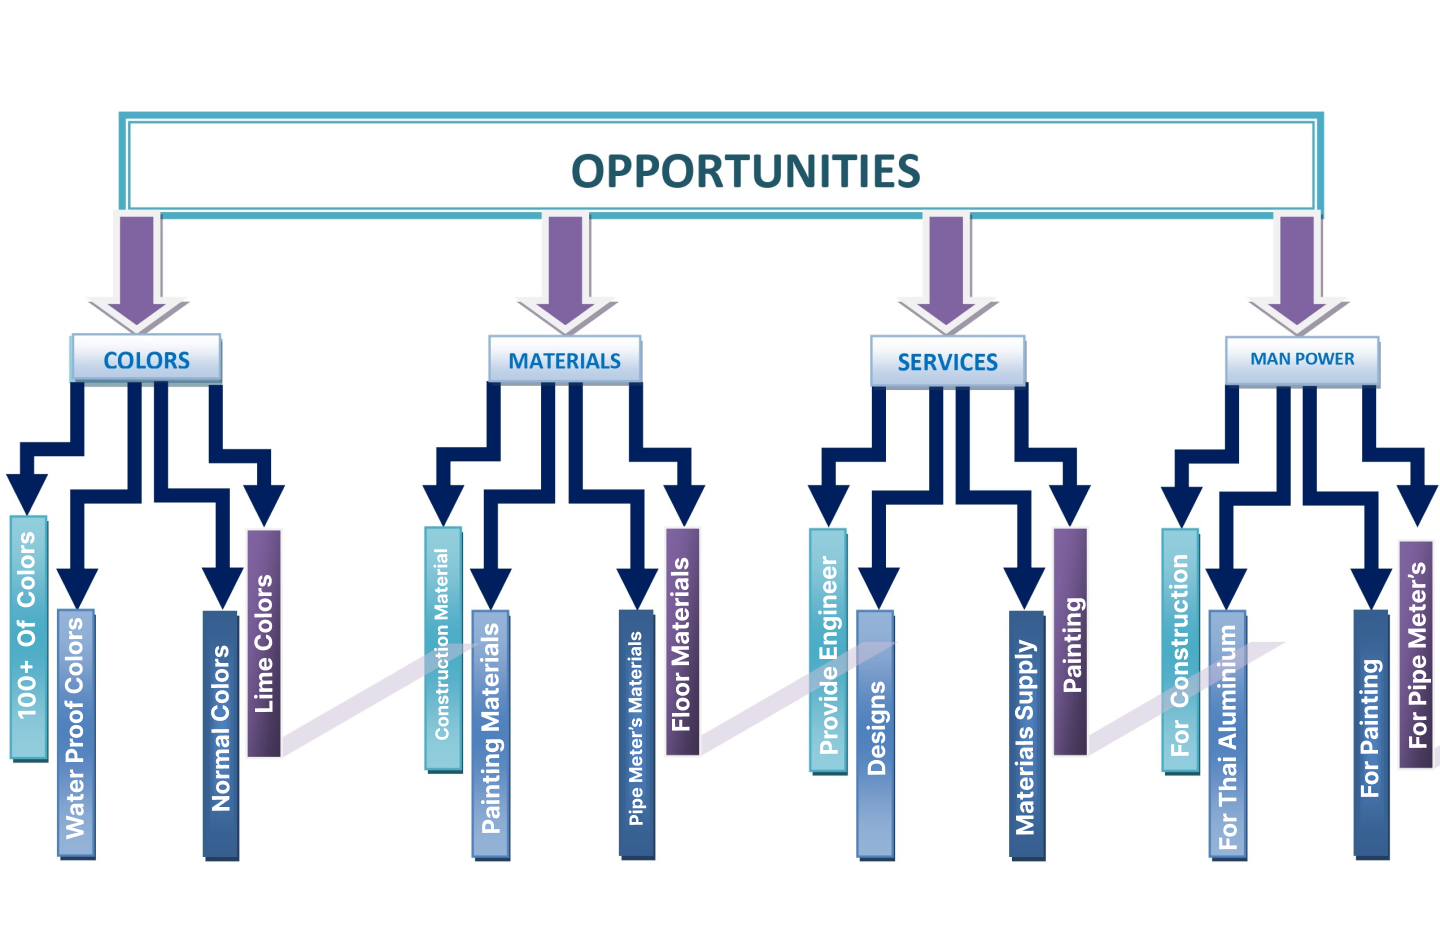 OPPORTUNITIES
COLORS
MATERIALS
SERVICES
MAN POWER
100+ Of Colors
Water Proof Colors
Normal Colors
Lime Colors
Construction Material
Painting Materials
Pipe Meter's Materials
Floor Materials
Provide Engineer
Designs
Materials Supply
Painting
For Construction
For Thai Aluminium
For Painting
For Pipe Meter's